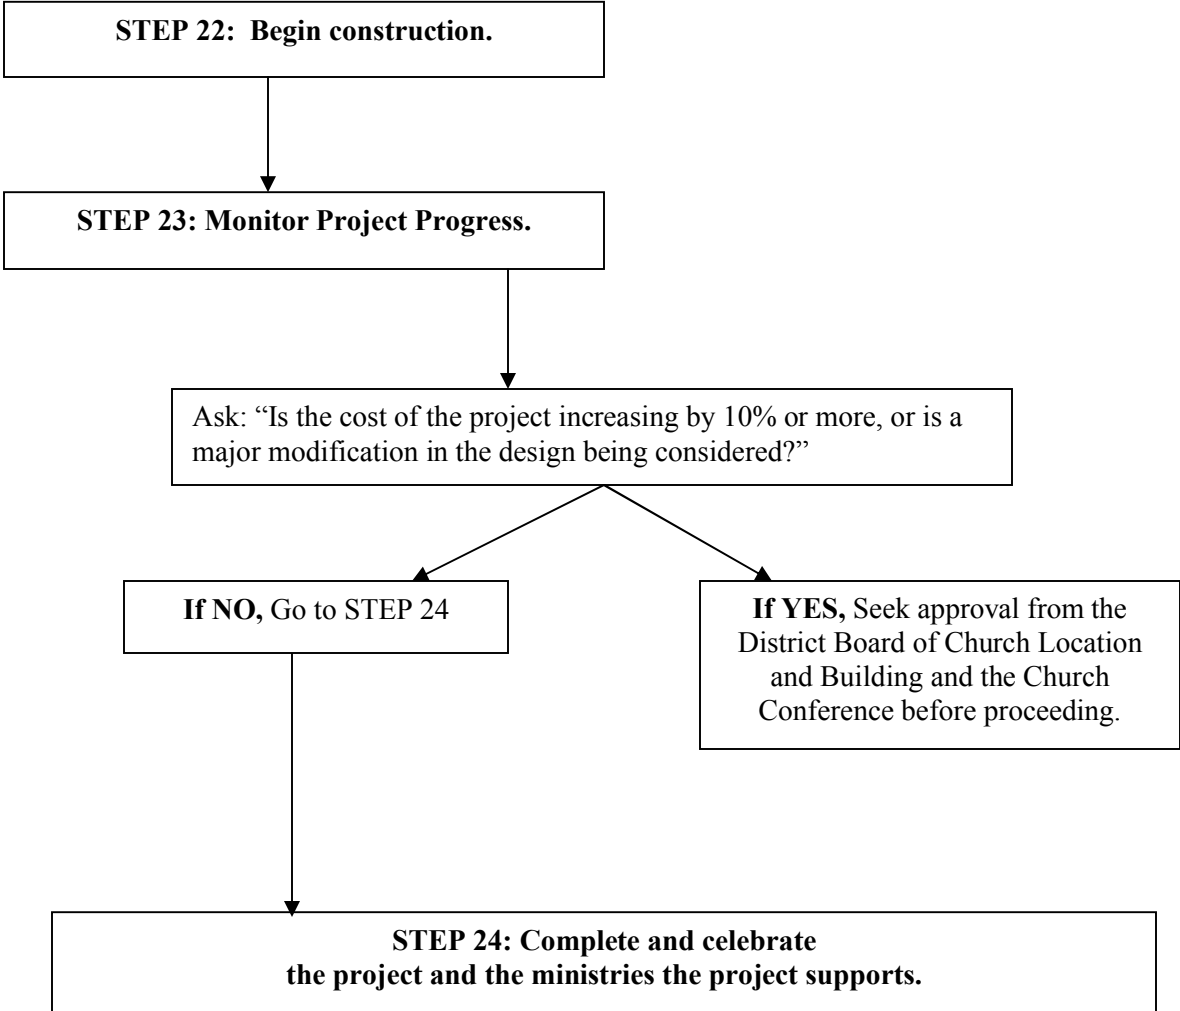 STEP 22:  Begin construction.
STEP 23: Monitor Project Progress.
Ask: “Is the cost of the project increasing by 10% or more, or is a
major modification in the design being considered?”
If NO, Go to STEP 24
If YES, Seek approval from the
District Board of Church Location
and Building and the Church
Conference before proceeding.
STEP 24: Complete and celebrate
the project and the ministries the project supports.